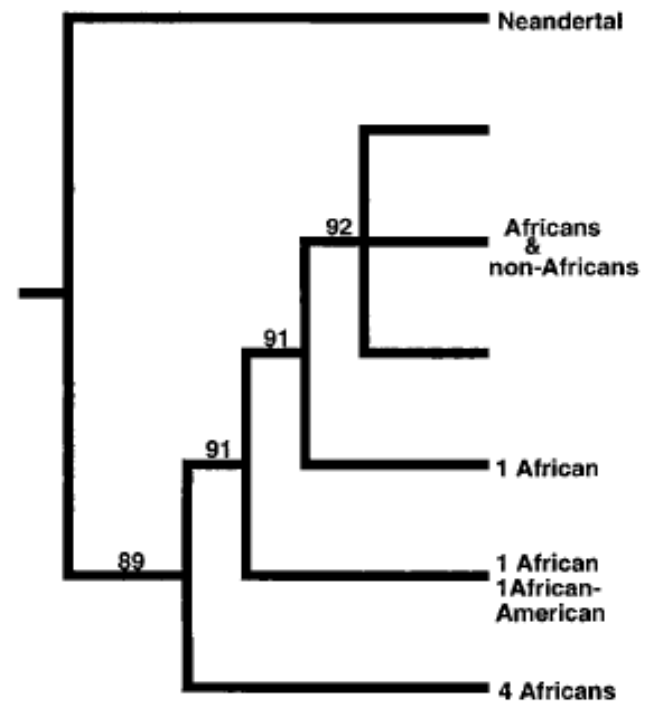 Neandertal
92
Africans
&
non-Africans
91
91
1 African
89
1 African
1African-
American
4 Africans